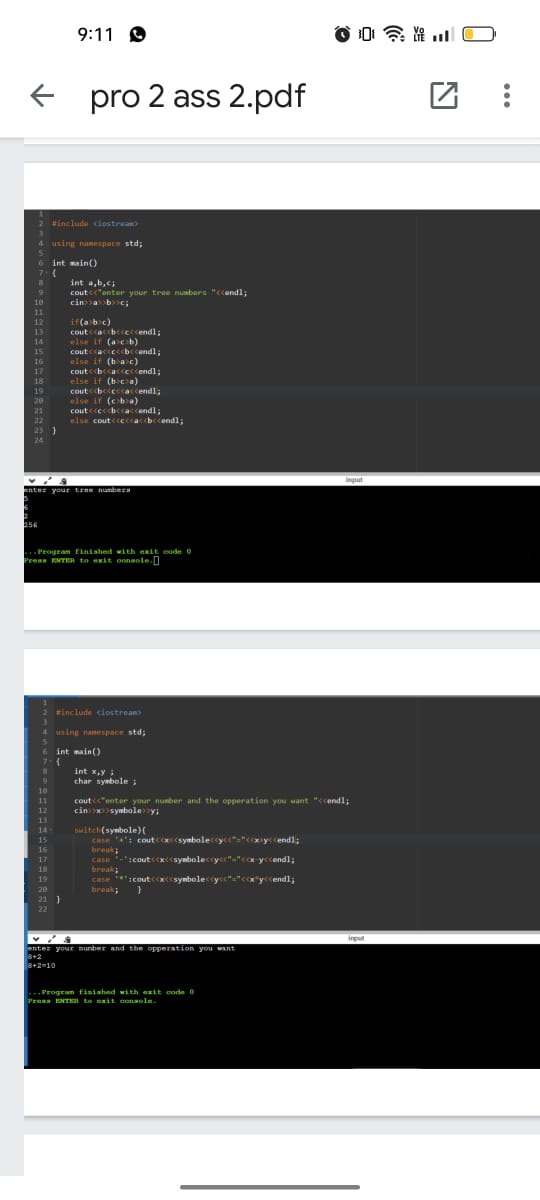 9:11
Vo
LTE
pro 2 ass 2.pdf
1
2 #include <iostream>
3
4 using namespace std;
5
6 int main()
7 {
8 int a,b,c;
9 cout<<"enter your tree numbers "<<endl;
10 cin>>a>>b>>c;
11
12 if(a>b>c)
13 cout<<a<<b<<c<<endl;
14 else if (a>c>b)
15 cout<<a<<c<<b<<endl;
16 else if (b>a>c)
17 cout<<b<<a<<c<<endl;
18 else if (b>c>a)
19 cout<<b<<c<<a<<endl;
20 else if (c>b>a)
21 cout<<c<<b<<a<<endl;
22 else cout<<c<<a<<b<<endl;
23 }
24
input
enter your tree numbers
5
6
2
256
...Program finished with exit code 0
Press ENTER to exit console.
1
2 #include <iostream>
3
4 using namespace std;
5
6 int main()
7 {
8 int x,y ;
9 char symbole ;
10
11 cout<<"enter your number and the opperation you want "<<endl;
12 cin>>x>>symbole>>y;
13
14 switch(symbole){
15 case '+': cout<<x<<symbole<<y<<"="<<x+y<<endl;
16 break;
17 case '-':cout<<x<<symbole<<y<<"="<<x-y<<endl;
18 break;
19 case '*':cout<<x<<symbole<<y<<"="<<x*y<<endl;
20 break; }
21 }
22
input
enter your number and the opperation you want
8+2
8+2=10
...Program finished with exit code 0
Press ENTER to exit console.